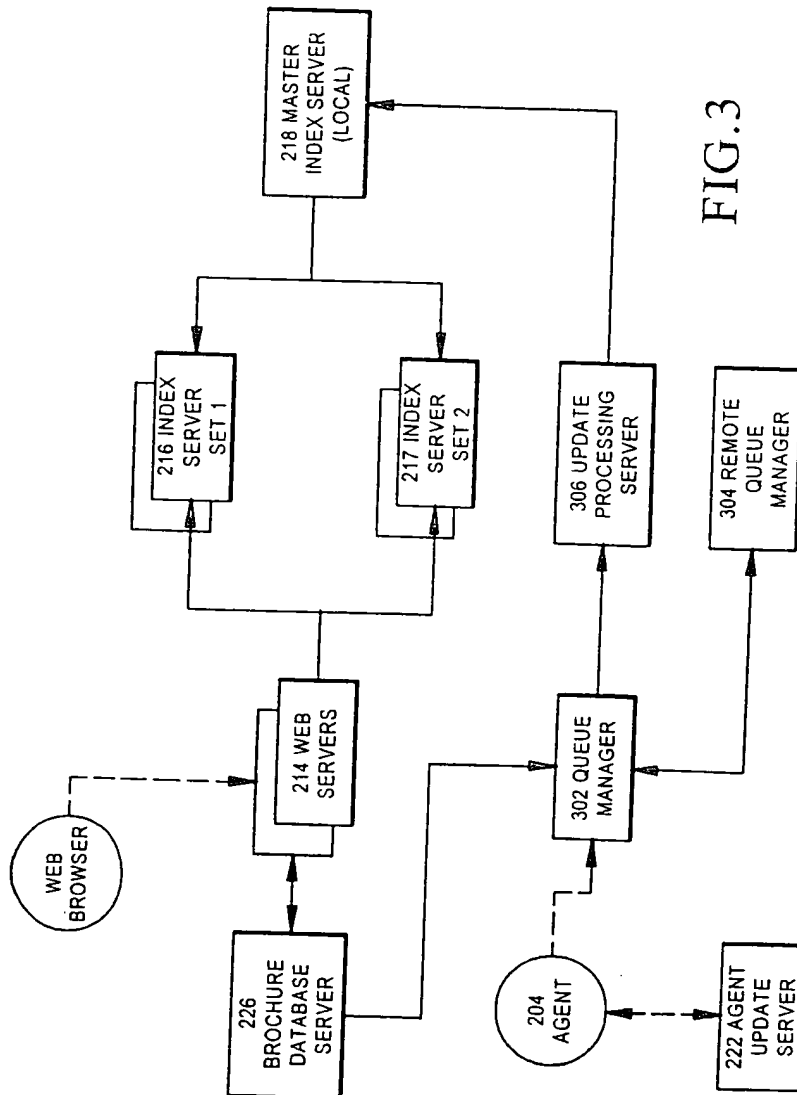 WEB
BROWSER
226
BROCHURE
DATABASE
SERVER
214 WEB
SERVERS
216 INDEX
SERVER
SET 1
217 INDEX
SERVER
SET 2
218 MASTER
INDEX SERVER
(LOCAL)
204
AGENT
222 AGENT
UPDATE
SERVER
302 QUEUE
MANAGER
306 UPDATE
PROCESSING
SERVER
304 REMOTE
QUEUE
MANAGER
FIG.3